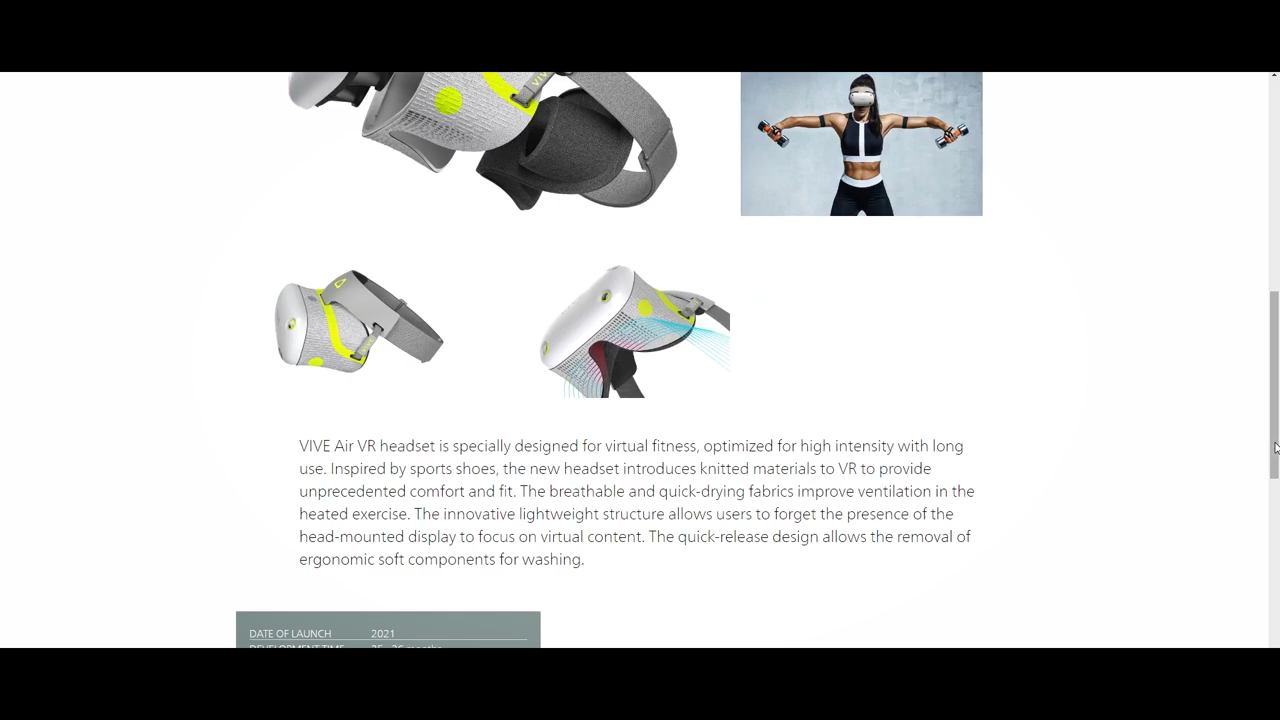 VIVE
VIVE Air VR headset is specially designed for virtual fitness, optimized for high intensity with long
use. Inspired by sports shoes, the new headset introduces knitted materials to VR to provide
unprecedented comfort and fit. The breathable and quick-drying fabrics improve ventilation in the
heated exercise. The innovative lightweight structure allows users to forget the presence of the
head-mounted display to focus on virtual content. The quick-release design allows the removal of
ergonomic soft components for washing.
DATE OF LAUNCH 2021
DEVELOPMENT TIME